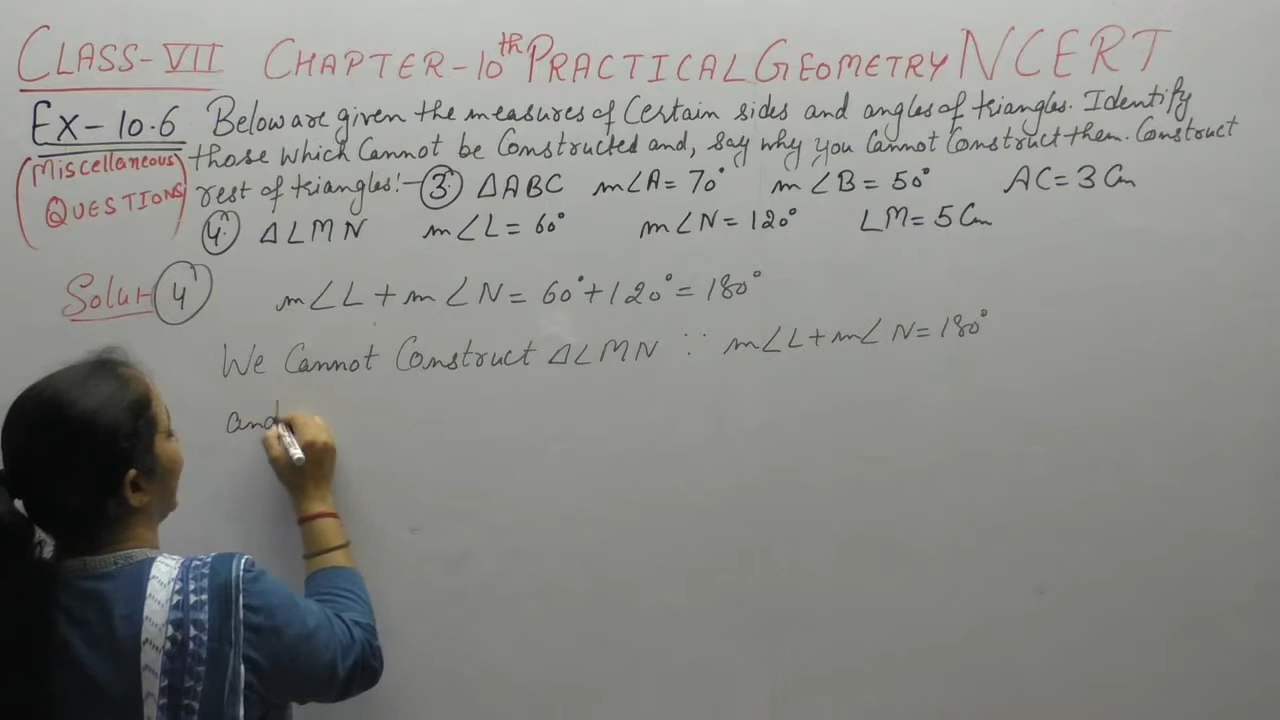 CLASS-VII CHAPTER-10th PRACTICAL GEOMETRY NCERT
EX-10.6 Below are given the measures of Certain sides and angles of triangles. Identify
(Miscellaneous QUESTIONS)
those which Cannot be Constructed and, say why you Cannot Construct them. Construct
rest of triangles:- (3) △ABC m∠A=70° m∠B=50° AC=3Cm
(4) △LMN m∠L=60° m∠N=120° LM=5Cm
Solut (4) m∠L+m∠N=60°+120°=180°
We Cannot Construct △LMN ∵ m∠L+m∠N=180°
and